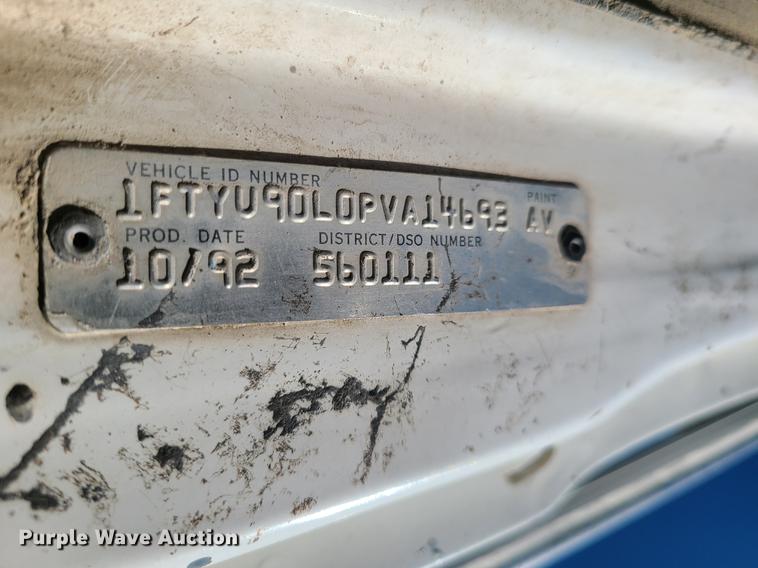 VEHICLE ID NUMBER PAINT
1FTYU90L0PVA14693 AV
PROD. DATE DISTRICT/DSO NUMBER
10/92 560111
Purple Wave Auction